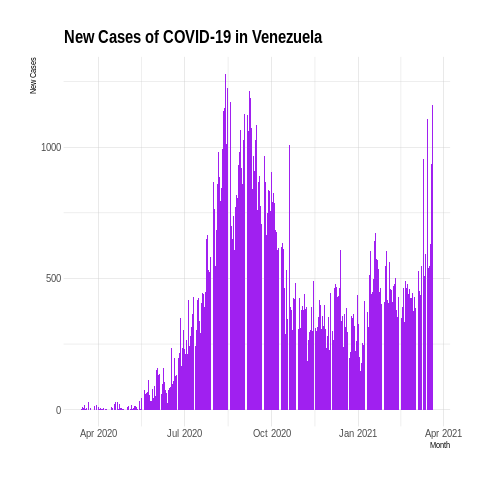 New Cases of COVID-19 in Venezuela
New Cases
1000
500
0
Apr 2020 Jul 2020 Oct 2020 Jan 2021 Apr 2021
Month